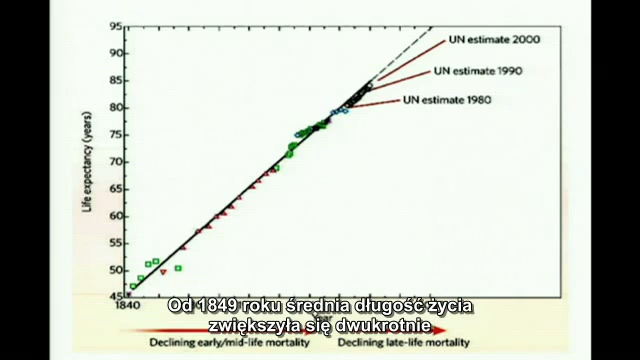 UN estimate 2000
UN estimate 1990
UN estimate 1980
95
90
85
80
75
70
65
60
55
50
45
Life expectancy (years)
1840
Year
Od 1849 roku średnia długość życia
zwiększyła się dwukrotnie
Declining early/mid-life mortality
Declining late-life mortality